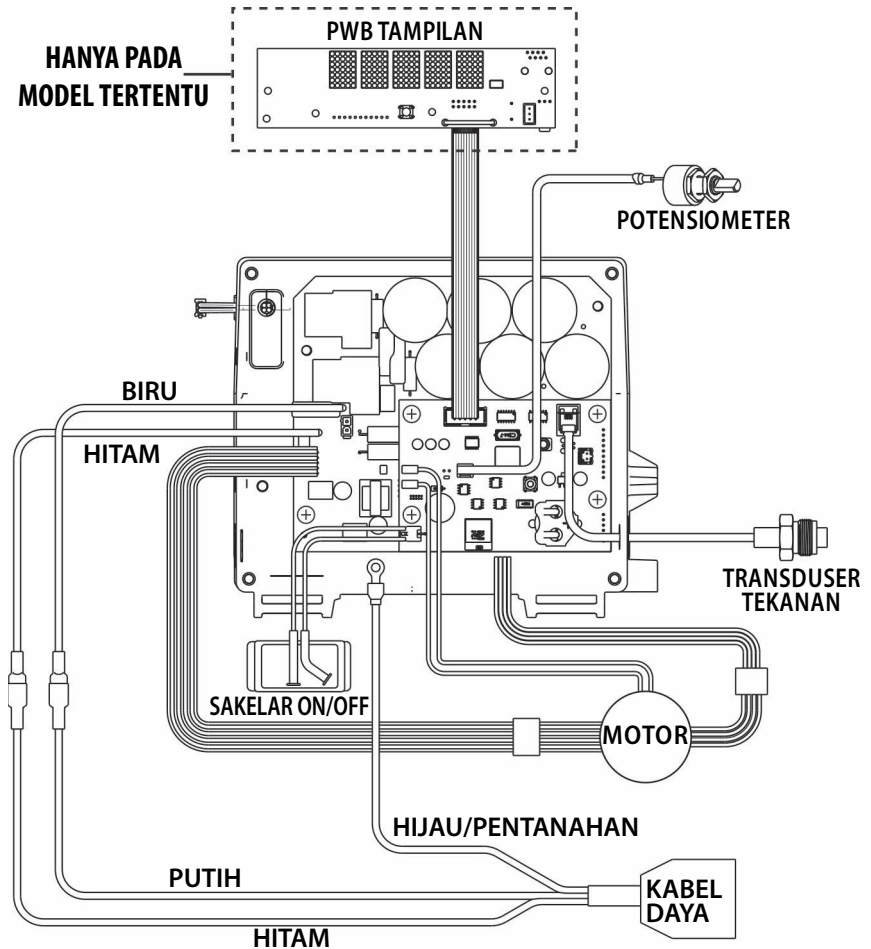 PWB TAMPILAN
HANYA PADA
MODEL TERTENTU
POTENSIOMETER
BIRU
HITAM
TRANSDUSER
TEKANAN
SAKELAR ON/OFF
MOTOR
HIJAU/PENTANAHAN
PUTIH
KABEL
DAYA
HITAM